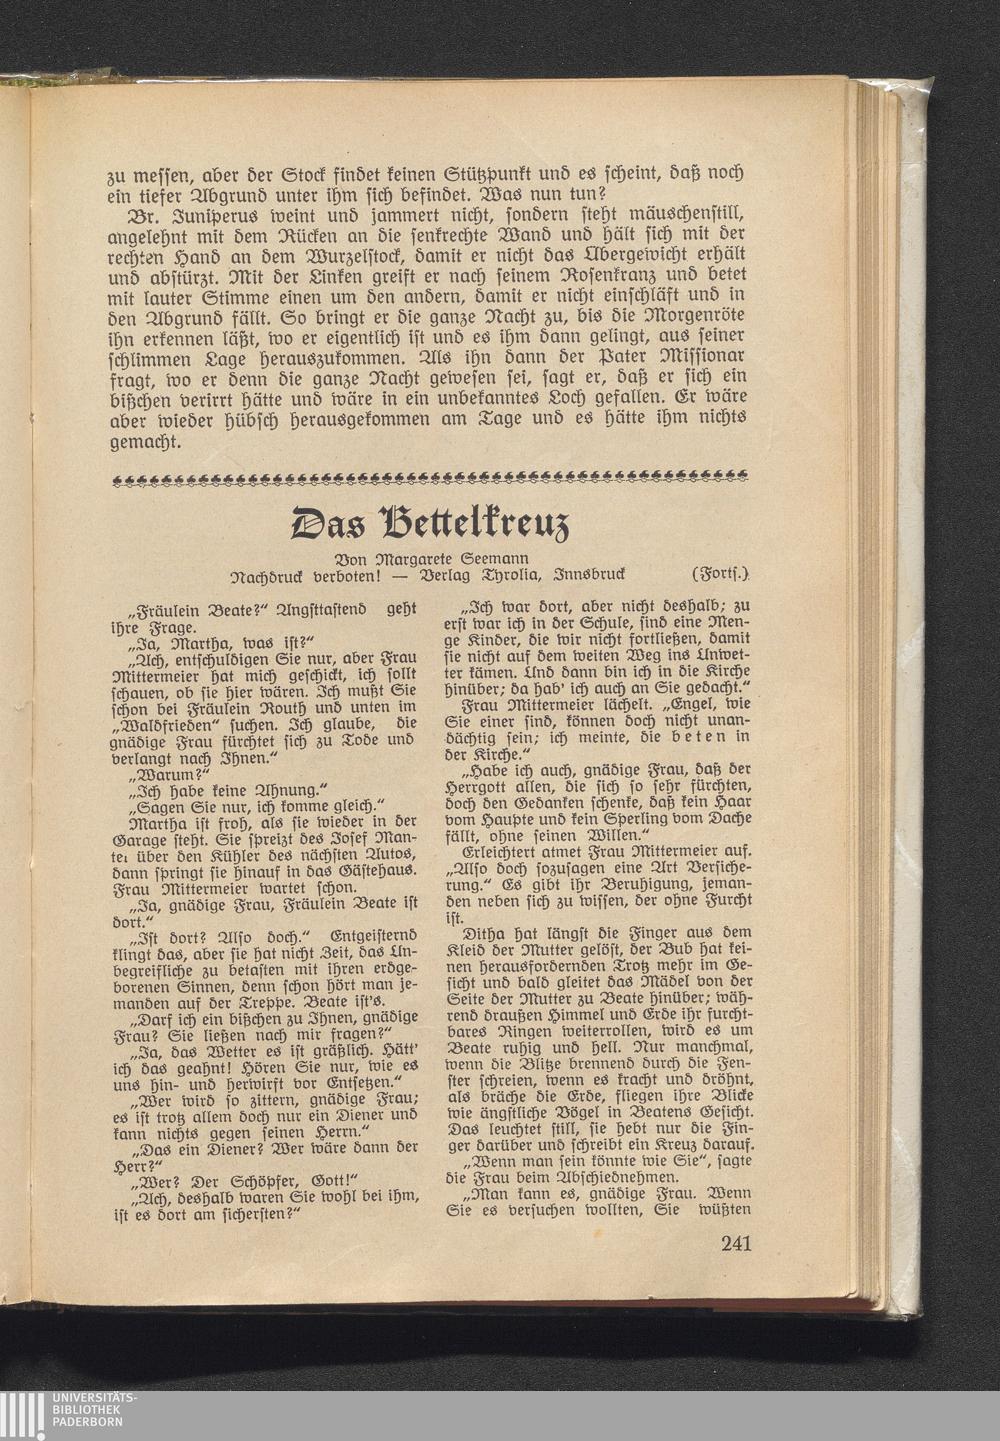 zu messen, aber der Stock findet keinen Stützpunkt und es scheint, daß noch
ein tiefer Abgrund unter ihm sich befindet. Was nun tun?
Br. Juniperus weint und jammert nicht, sondern steht mäuschenstill,
angelehnt mit dem Rücken an die senkrechte Wand und hält sich mit der
rechten Hand an dem Wurzelstock, damit er nicht das Übergewicht erhält
und abstürzt. Mit der Linken greift er nach seinem Rosenkranz und betet
mit lauter Stimme einen um den andern, damit er nicht einschläft und in
den Abgrund fällt. So bringt er die ganze Nacht zu, bis die Morgenröte
ihn erkennen läßt, wo er eigentlich ist und es ihm dann gelingt, aus seiner
schlimmen Lage herauszukommen. Als ihn dann der Pater Missionar
fragt, wo er denn die ganze Nacht gewesen sei, sagt er, daß er sich ein
bißchen verirrt hätte und wäre in ein unbekanntes Loch gefallen. Er wäre
aber wieder hübsch herausgekommen am Tage und es hätte ihm nichts
gemacht.
Das Bettelkreuz
Von Margarete Seemann
Nachdruck verboten! — Verlag Tyrolia, Innsbruck (Forts.)
„Fräulein Beate?“ Angsttastend geht
ihre Frage.
„Ja, Martha, was ist?“
„Ach, entschuldigen Sie nur, aber Frau
Mittermeier hat mich geschickt, ich sollt
schauen, ob sie hier wären. Ich mußt Sie
schon bei Fräulein Routh und unten im
„Waldfrieden“ suchen. Ich glaube, die
gnädige Frau fürchtet sich zu Tode und
verlangt nach Ihnen.“
„Warum?“
„Ich habe keine Ahnung.“
„Sagen Sie nur, ich komme gleich.“
Martha ist froh, als sie wieder in der
Garage steht. Sie spreizt des Josef Man-
tel über den Kühler des nächsten Autos,
dann springt sie hinauf in das Gästehaus.
Frau Mittermeier wartet schon.
„Ja, gnädige Frau, Fräulein Beate ist
dort.“
„Ist dort? Also doch.“ Entgeisternd
klingt das, aber sie hat nicht Zeit, das Un-
begreifliche zu betasten mit ihren erdge-
borenen Sinnen, denn schon hört man je-
manden auf der Treppe. Beate ist's.
„Darf ich ein bißchen zu Ihnen, gnädige
Frau? Sie ließen nach mir fragen?“
„Ja, das Wetter es ist gräßlich. Hätt'
ich das geahnt! Hören Sie nur, wie es
uns hin- und herwirft vor Entsetzen.“
„Wer wird so zittern, gnädige Frau;
es ist trotz allem doch nur ein Diener und
kann nichts gegen seinen Herrn.“
„Das ein Diener? Wer wäre dann der
Herr?“
„Wer? Der Schöpfer, Gott!“
„Ach, deshalb waren Sie wohl bei ihm,
ist es dort am sichersten?“
„Ich war dort, aber nicht deshalb; zu
erst war ich in der Schule, sind eine Men-
ge Kinder, die wir nicht fortließen, damit
sie nicht auf dem weiten Weg ins Unwet-
ter kämen. Und dann bin ich in die Kirche
hinüber; da hab' ich auch an Sie gedacht.“
Frau Mittermeier lächelt. „Engel, wie
Sie einer sind, können doch nicht unan-
dächtig sein; ich meinte, die beten in
der Kirche.“
„Habe ich auch, gnädige Frau, daß der
Herrgott allen, die sich so sehr fürchten,
doch den Gedanken schenke, daß kein Haar
vom Haupte und kein Sperling vom Dache
fällt, ohne seinen Willen.“
Erleichtert atmet Frau Mittermeier auf.
„Also doch sozusagen eine Art Versiche-
rung.“ Es gibt ihr Beruhigung, jeman-
den neben sich zu wissen, der ohne Furcht
ist.
Ditha hat längst die Finger aus dem
Kleid der Mutter gelöst, der Bub hat kei-
nen herausfordernden Trotz mehr im Ge-
sicht und bald gleitet das Mädel von der
Seite der Mutter zu Beate hinüber; wäh-
rend draußen Himmel und Erde ihr furcht-
bares Ringen weiterrollen, wird es um
Beate ruhig und hell. Nur manchmal,
wenn die Blitze brennend durch die Fen-
ster schreien, wenn es kracht und dröhnt,
als bräche die Erde, fliegen ihre Blicke
wie ängstliche Vögel in Beatens Gesicht.
Das leuchtet still, sie hebt nur die Fin-
ger darüber und schreibt ein Kreuz darauf.
„Wenn man sein könnte wie Sie“, sagte
die Frau beim Abschiednehmen.
„Man kann es, gnädige Frau. Wenn
Sie es versuchen wollten, Sie wüßten
241
UNIVERSITÄTS-
BIBLIOTHEK
PADERBORN